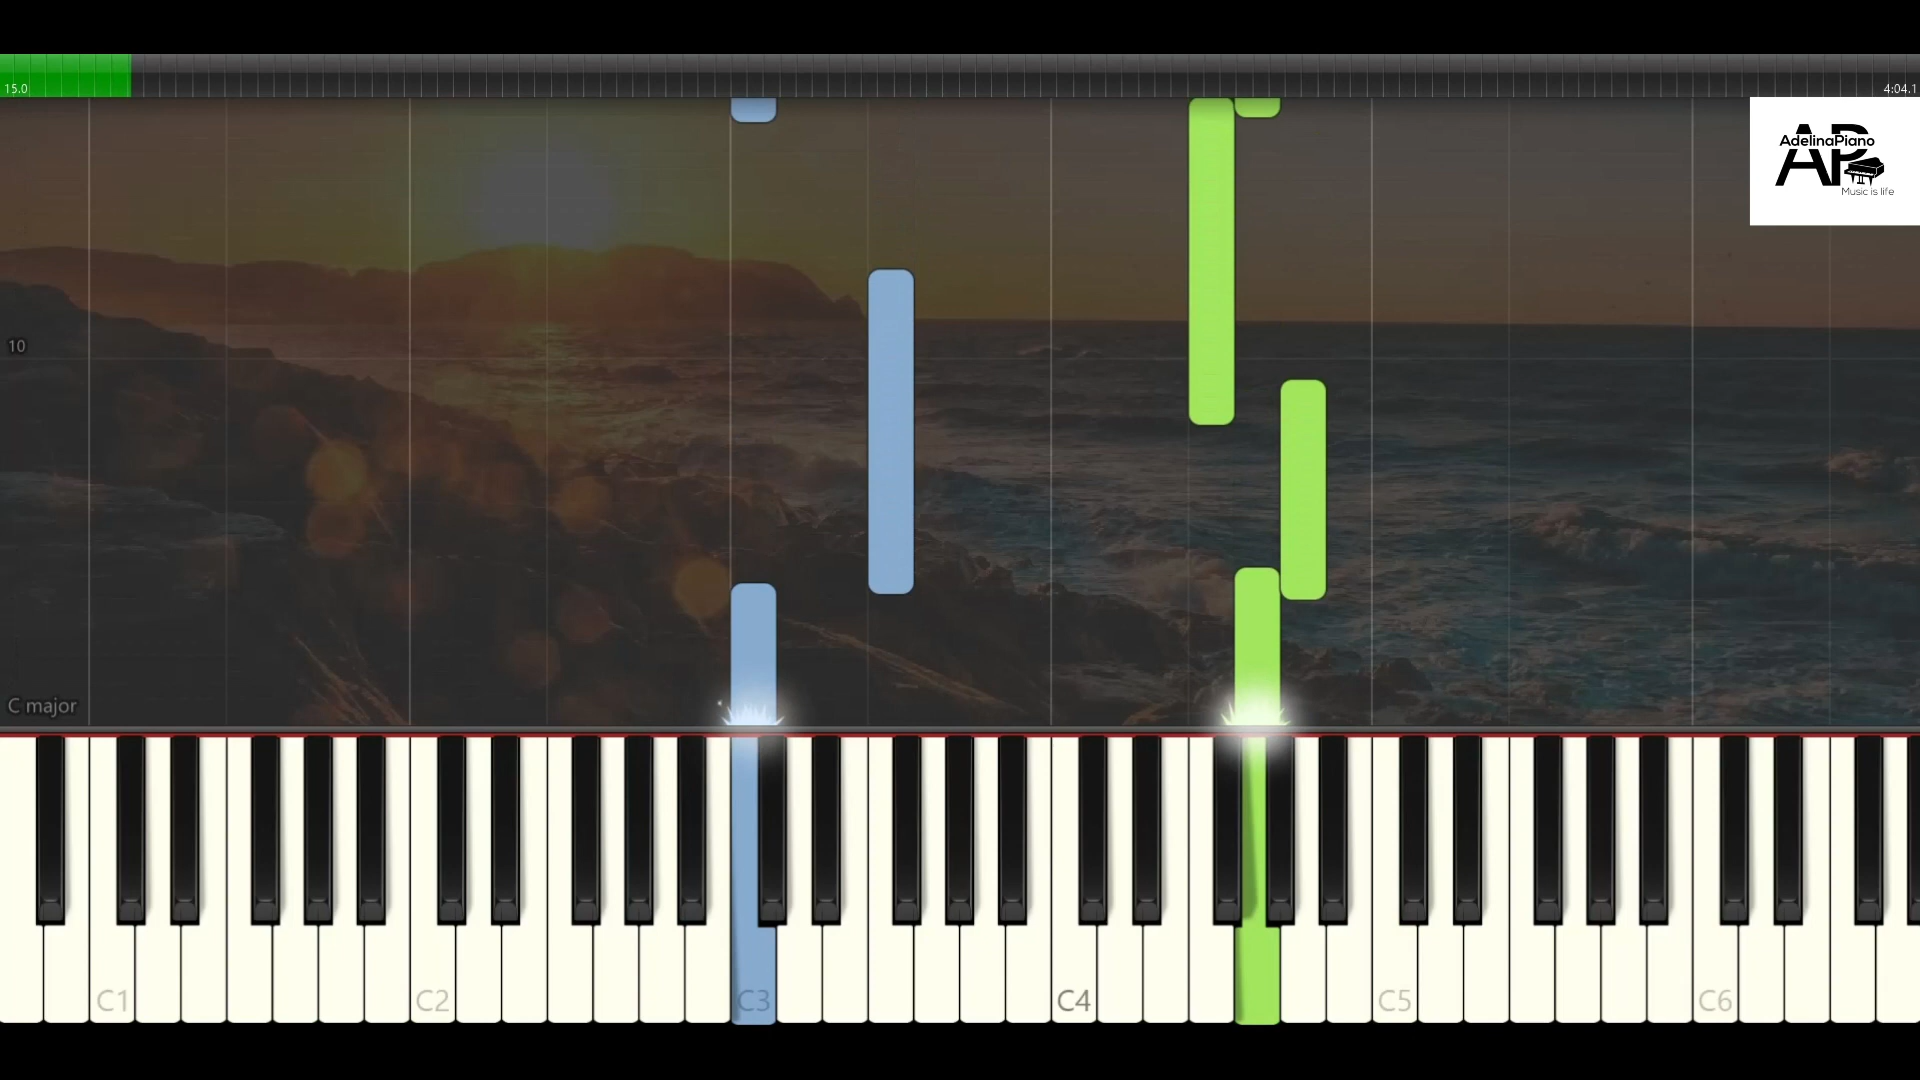 15.0
4:04.1
AP
AdelinaPiano
Music is life
10
C major
C1
C2
C3
C4
C5
C6